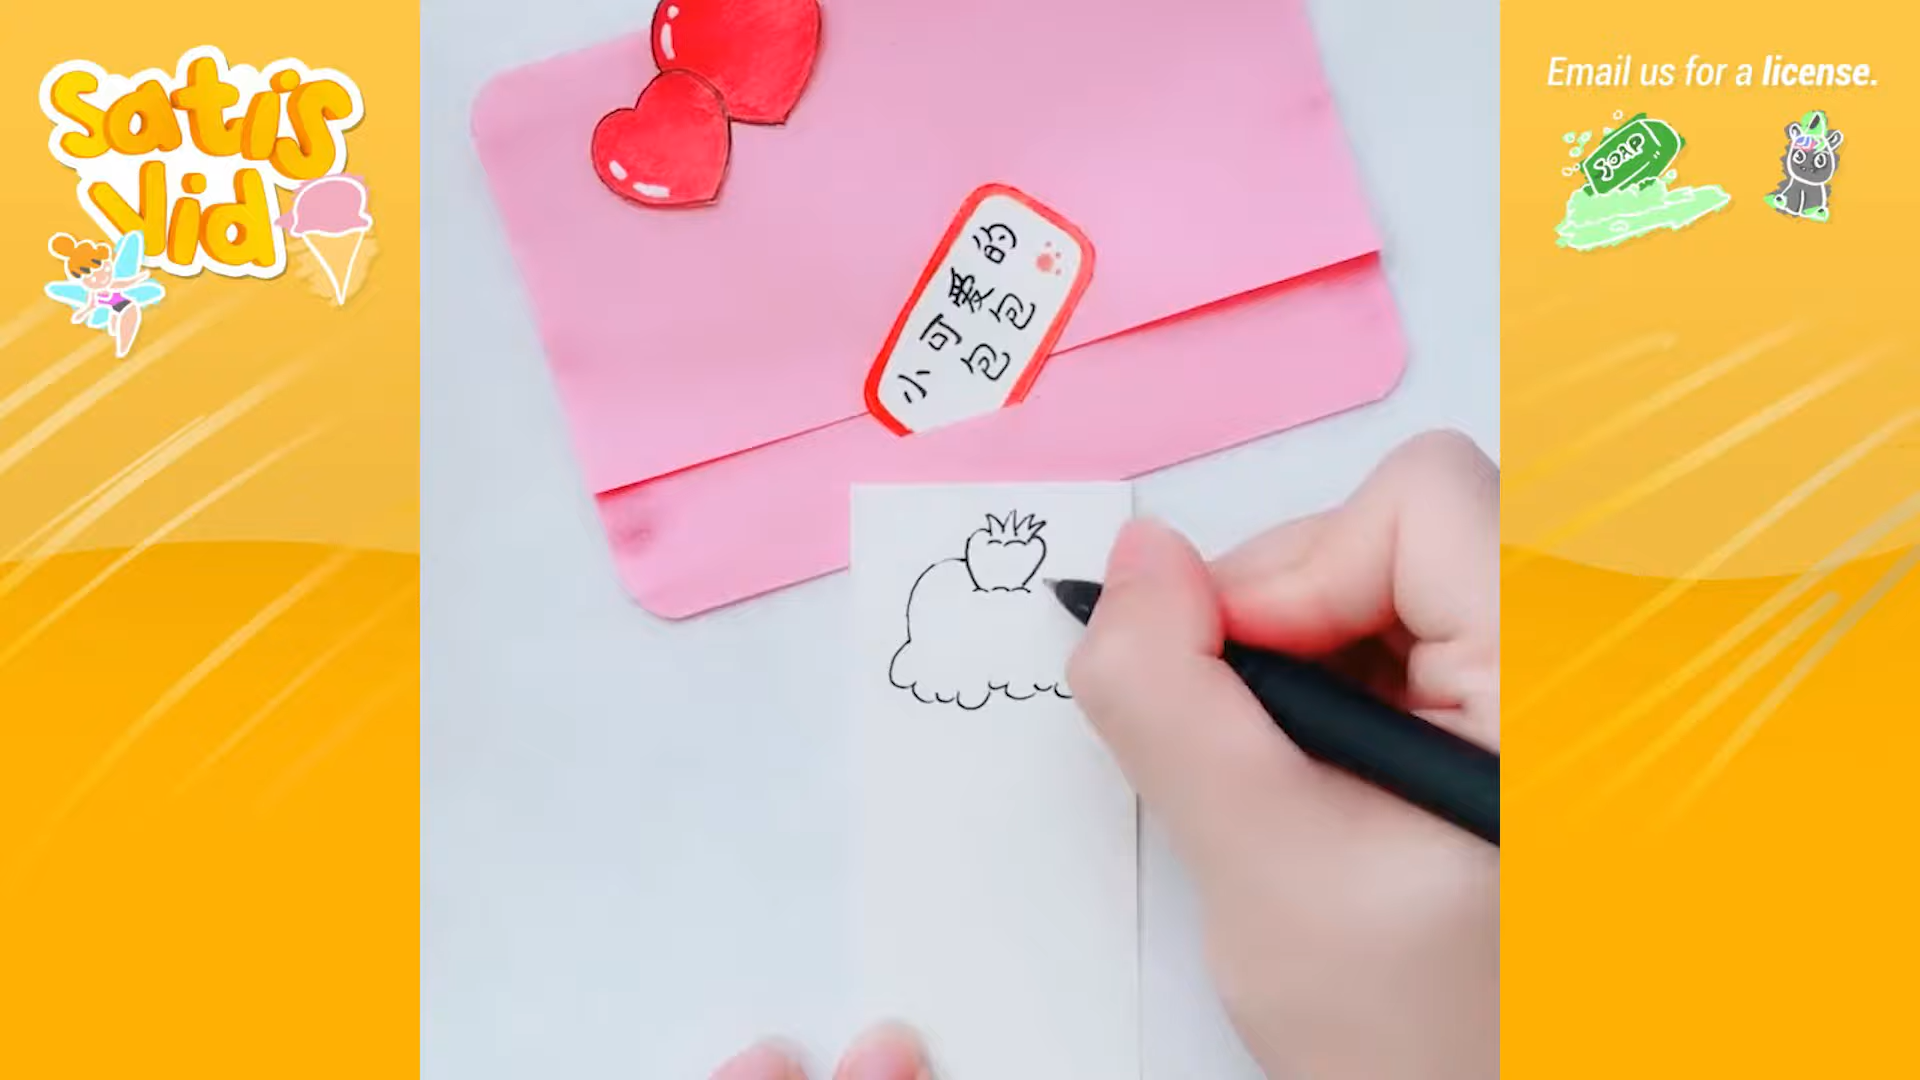 Satis
Vid
Email us for a license.
SOAP
小可爱的
包包